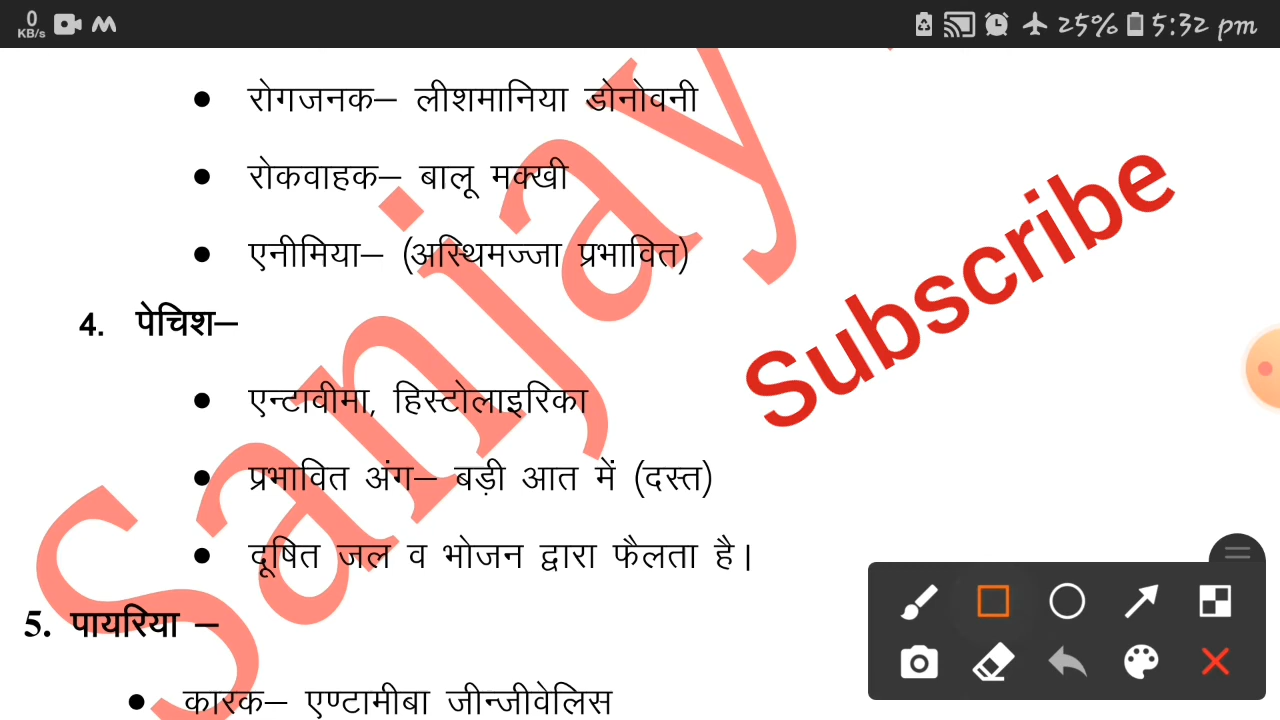 0
KB/s
25% 5:32 pm
• रोगजनक– लीशमानिया डोनोवनी
• रोकवाहक– बालू मक्खी
• एनीमिया– (अस्थिमज्जा प्रभावित)
4. पेचिश–
• एन्टावीमा, हिस्टोलाइरिका
• प्रभावित अंग– बड़ी आत में (दस्त)
• दूषित जल व भोजन द्वारा फैलता है।
5. पायरिया –
• कारक– एण्टामीबा जीन्जीवेलिस
Sanjay
Subscribe